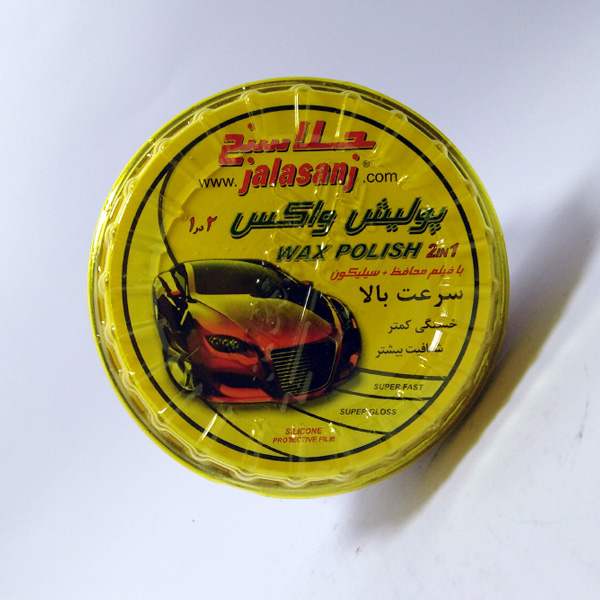 جلاسنج
www.jalasanj®.com
پولیش واکس ۲ در ۱
WAX POLISH 2IN1
با فیلم محافظ + سیلیکون
سرعت بالا
خستگی کمتر
شفافیت بیشتر
SUPER FAST
SUPER GLOSS
SILICONE
PROTECTIVE FILM